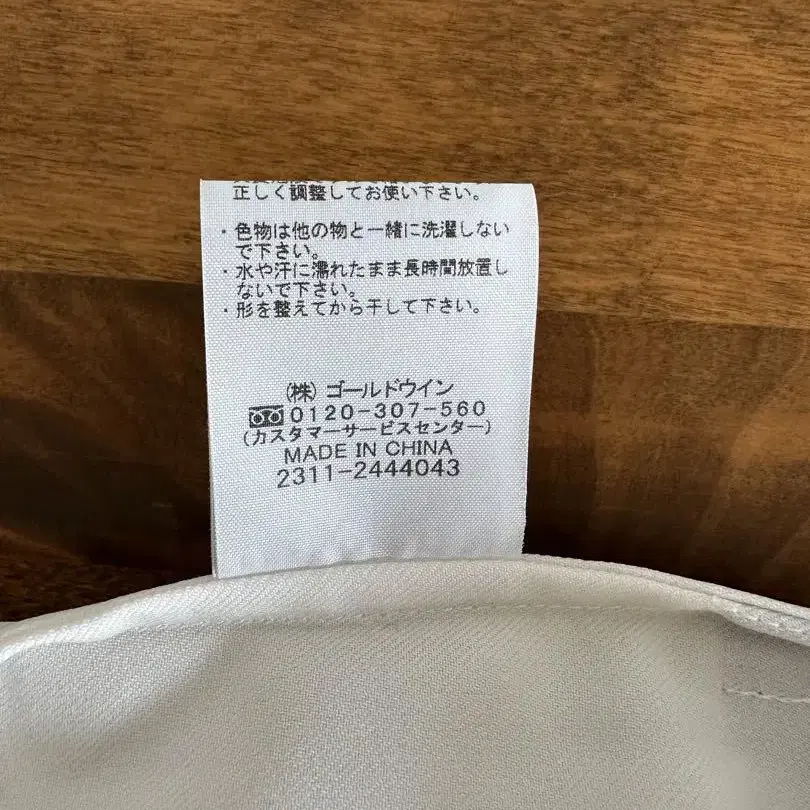 正しく調整してお使い下さい。
・色物は他の物と一緒に洗濯しない
で下さい。
・水や汗に濡れたまま長時間放置し
ないで下さい。
・形を整えてから干して下さい。
(株)ゴールドウイン
0120-307-560
(カスタマーサービスセンター)
MADE IN CHINA
2311-2444043